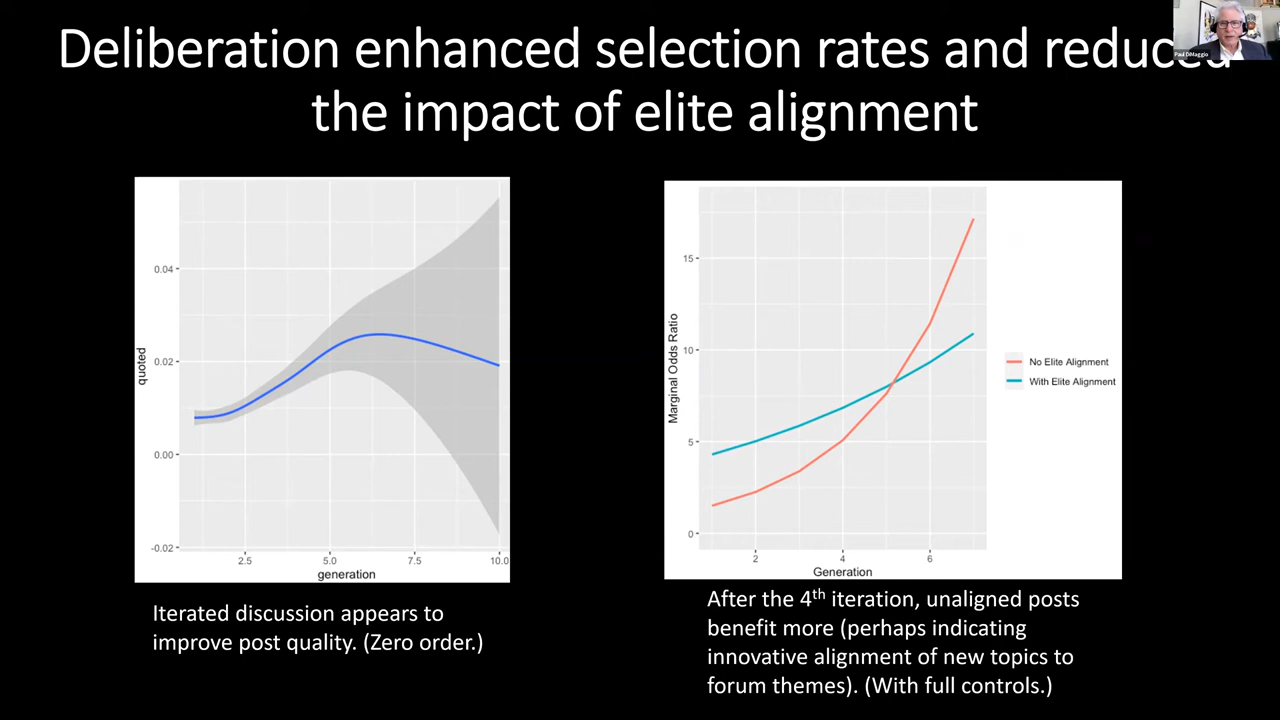 Deliberation enhanced selection rates and reduced
the impact of elite alignment
Paul DiMaggio
0.04
0.02
0.00
-0.02
quoted
2.5
5.0
7.5
10.0
generation
15
10
5
0
Marginal Odds Ratio
2
4
6
Generation
No Elite Alignment
With Elite Alignment
Iterated discussion appears to
improve post quality. (Zero order.)
After the 4th iteration, unaligned posts
benefit more (perhaps indicating
innovative alignment of new topics to
forum themes). (With full controls.)